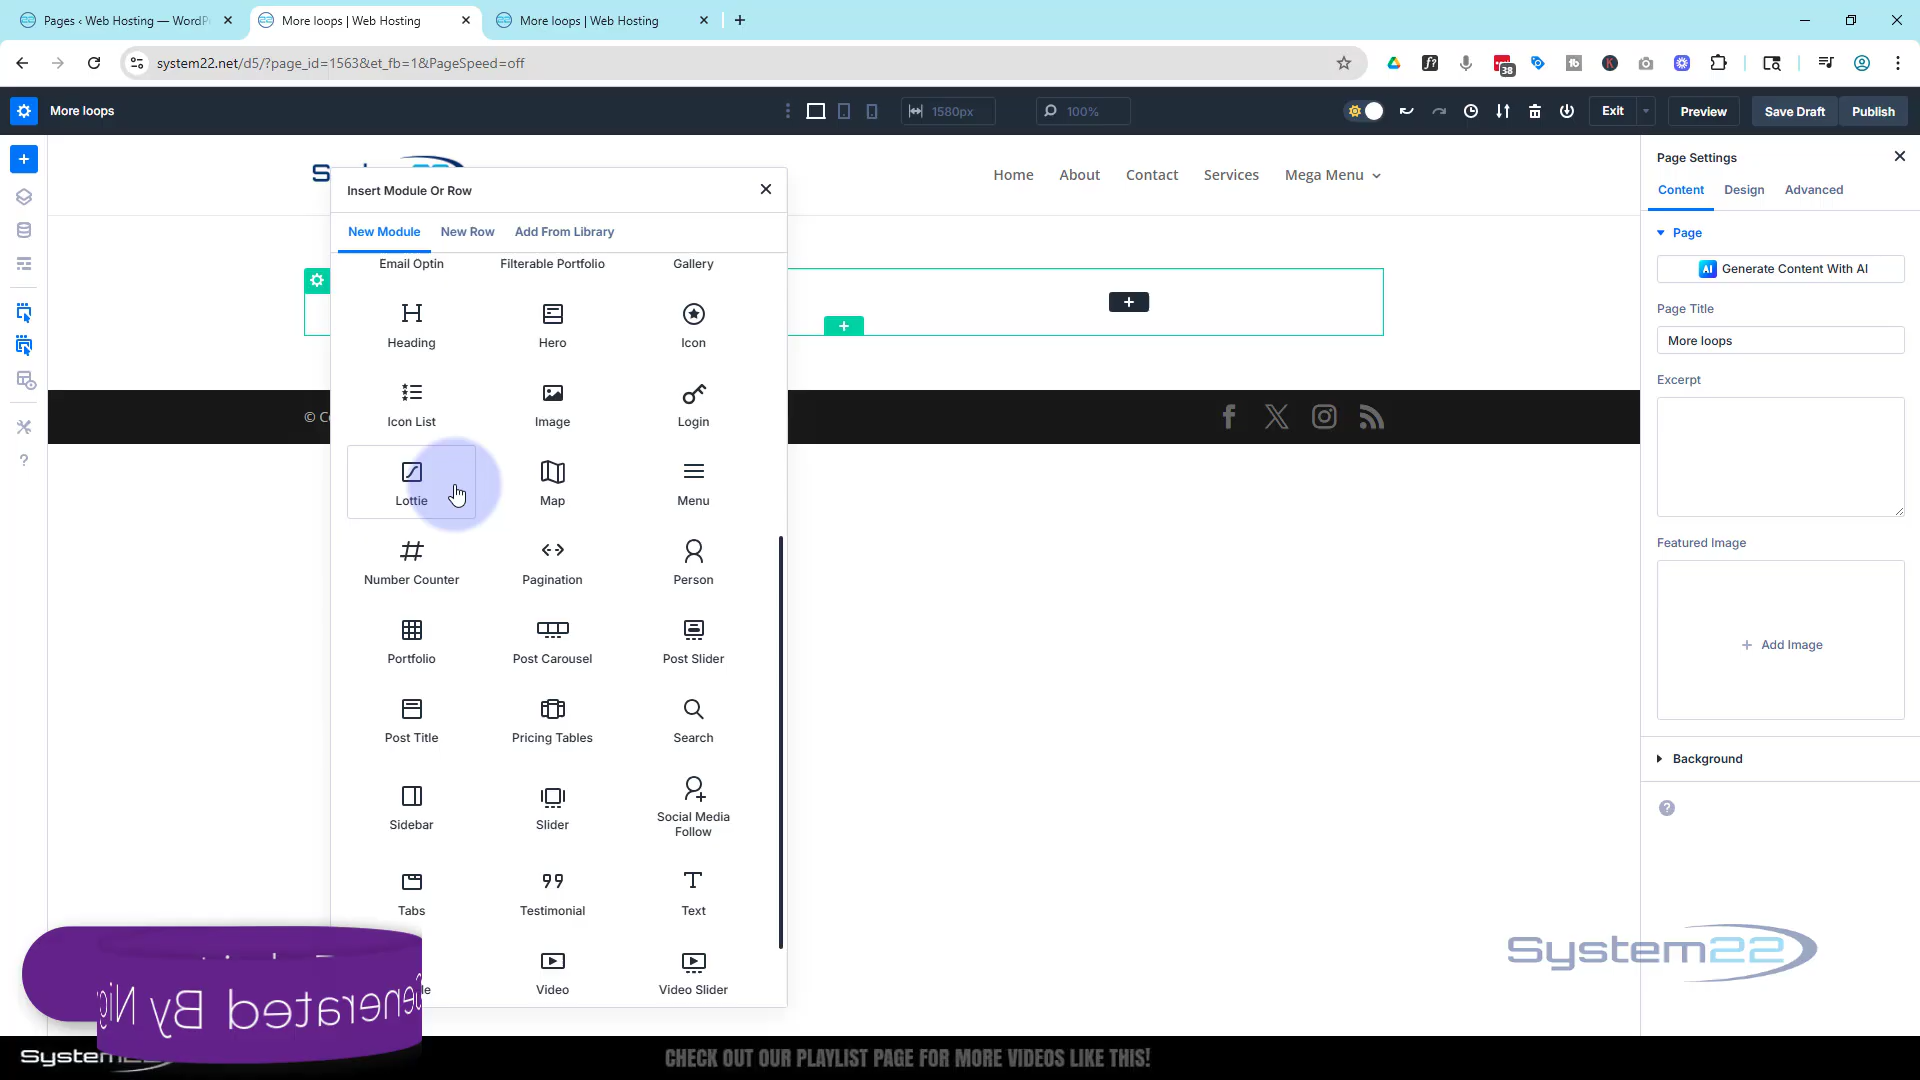 Pages ‹ Web Hosting — WordP
More loops | Web Hosting
More loops | Web Hosting
system22.net/d5/?page_id=1563&et_fb=1&PageSpeed=off
38
More loops
1580px
100%
Exit
Preview
Save Draft
Publish
Home
About
Contact
Services
Mega Menu
Insert Module Or Row
New Module
New Row
Add From Library
Email Optin
Filterable Portfolio
Gallery
Heading
Hero
Icon
Icon List
Image
Login
Lottie
Map
Menu
Number Counter
Pagination
Person
Portfolio
Post Carousel
Post Slider
Post Title
Pricing Tables
Search
Sidebar
Slider
Social Media
Follow
Tabs
Testimonial
Text
Video
Video Slider
Page Settings
Content
Design
Advanced
Page
AI Generate Content With AI
Page Title
More loops
Excerpt
Featured Image
Add Image
Background
System22
enerated By
CHECK OUT OUR PLAYLIST PAGE FOR MORE VIDEOS LIKE THIS!